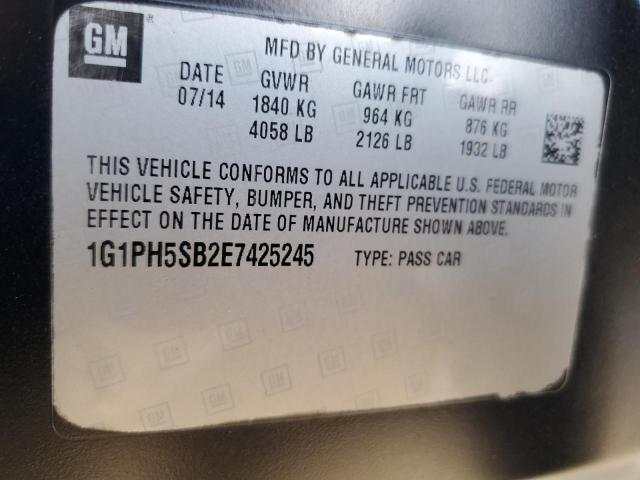 GM
MFD BY GENERAL MOTORS LLC
DATE GVWR GAWR FRT GAWR RR
07/14 1840 KG 964 KG 876 KG
4058 LB 2126 LB 1932 LB
THIS VEHICLE CONFORMS TO ALL APPLICABLE U.S. FEDERAL MOTOR
VEHICLE SAFETY, BUMPER, AND THEFT PREVENTION STANDARDS IN
EFFECT ON THE DATE OF MANUFACTURE SHOWN ABOVE.
1G1PH5SB2E7425245 TYPE: PASS CAR